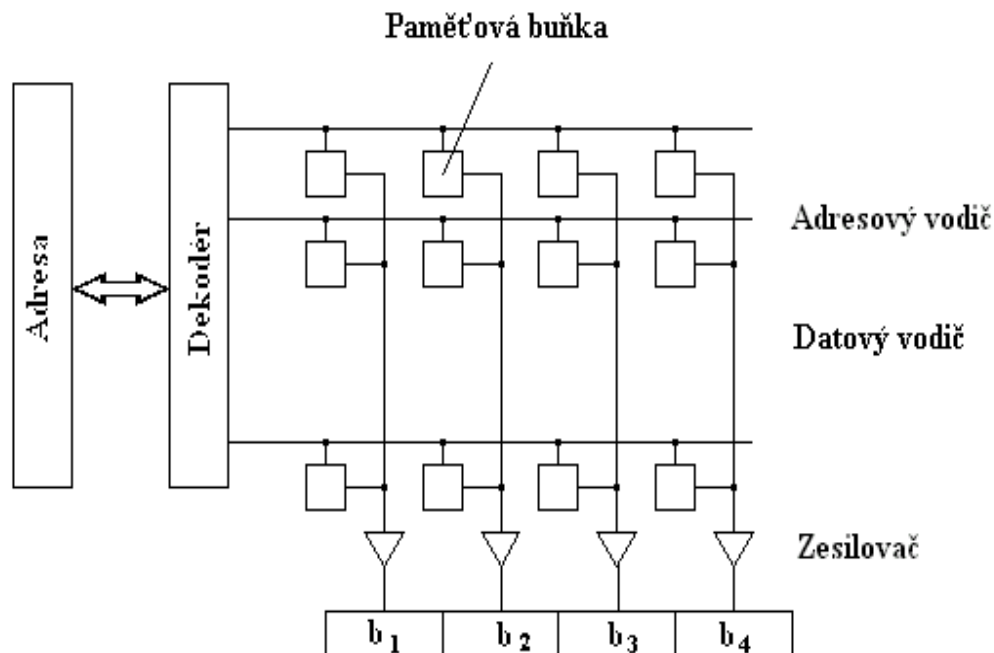 Paměťová buňka
Adresa
Dekodér
Adresový vodič
Datový vodič
Zesilovač
b1 b2 b3 b4